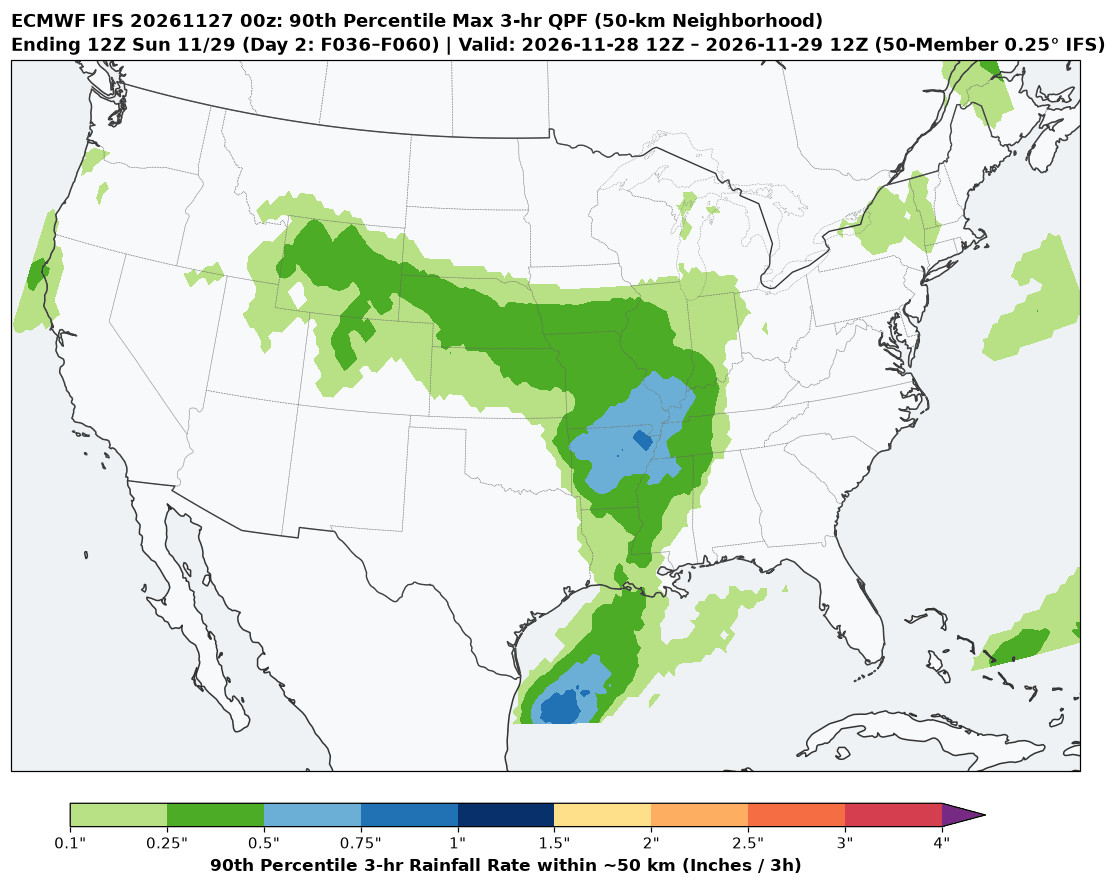 ECMWF IFS 20261127 00z: 90th Percentile Max 3-hr QPF (50-km Neighborhood)
Ending 12Z Sun 11/29 (Day 2: F036–F060) | Valid: 2026-11-28 12Z – 2026-11-29 12Z (50-Member 0.25° IFS)
0.1" 0.25" 0.5" 0.75" 1" 1.5" 2" 2.5" 3" 4"
90th Percentile 3-hr Rainfall Rate within ~50 km (Inches / 3h)